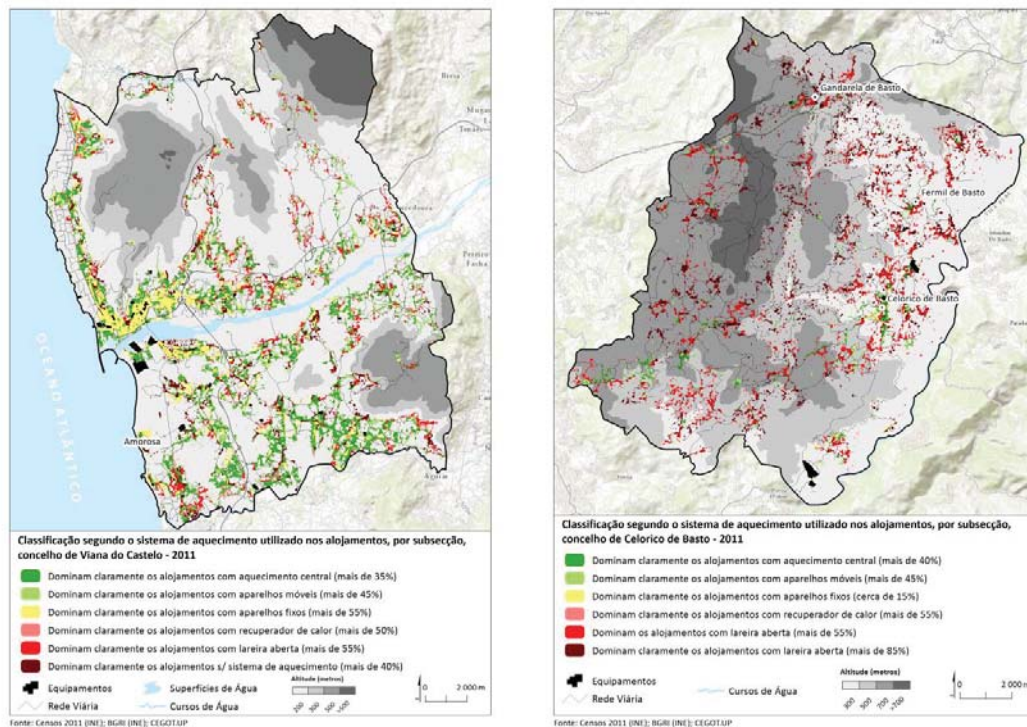 OCEANO ATLÂNTICO
Amorosa
Classificação segundo o sistema de aquecimento utilizado nos alojamentos, por subsecção,
concelho de Viana do Castelo - 2011
Dominam claramente os alojamentos com aquecimento central (mais de 35%)
Dominam claramente os alojamentos com aparelhos móveis (mais de 45%)
Dominam claramente os alojamentos com aparelhos fixos (mais de 55%)
Dominam claramente os alojamentos com recuperador de calor (mais de 50%)
Dominam claramente os alojamentos com lareira aberta (mais de 55%)
Dominam claramente os alojamentos s/ sistema de aquecimento (mais de 40%)
Equipamentos
Superfícies de Água
Rede Viária
Cursos de Água
Altitude (metros)
200 300 500 >500
0 2 000 m
Fonte: Censos 2011 (INE); BGRI (INE); CEGOT.UP
Gandarela de Basto
Fermil de Basto
Celorico de Basto
Classificação segundo o sistema de aquecimento utilizado nos alojamentos, por subsecção,
concelho de Celorico de Basto - 2011
Dominam claramente os alojamentos com aquecimento central (mais de 40%)
Dominam claramente os alojamentos com aparelhos móveis (mais de 45%)
Dominam claramente os alojamentos com aparelhos fixos (cerca de 15%)
Dominam claramente os alojamentos com recuperador de calor (mais de 55%)
Dominam os alojamentos com lareira aberta (mais de 55%)
Dominam claramente os alojamentos com lareira aberta (mais de 85%)
Equipamentos
Rede Viária
Cursos de Água
Altitude (metros)
300 500 700 >700
0 2 000 m
Fonte: Censos 2011 (INE); BGRI (INE); CEGOT.UP